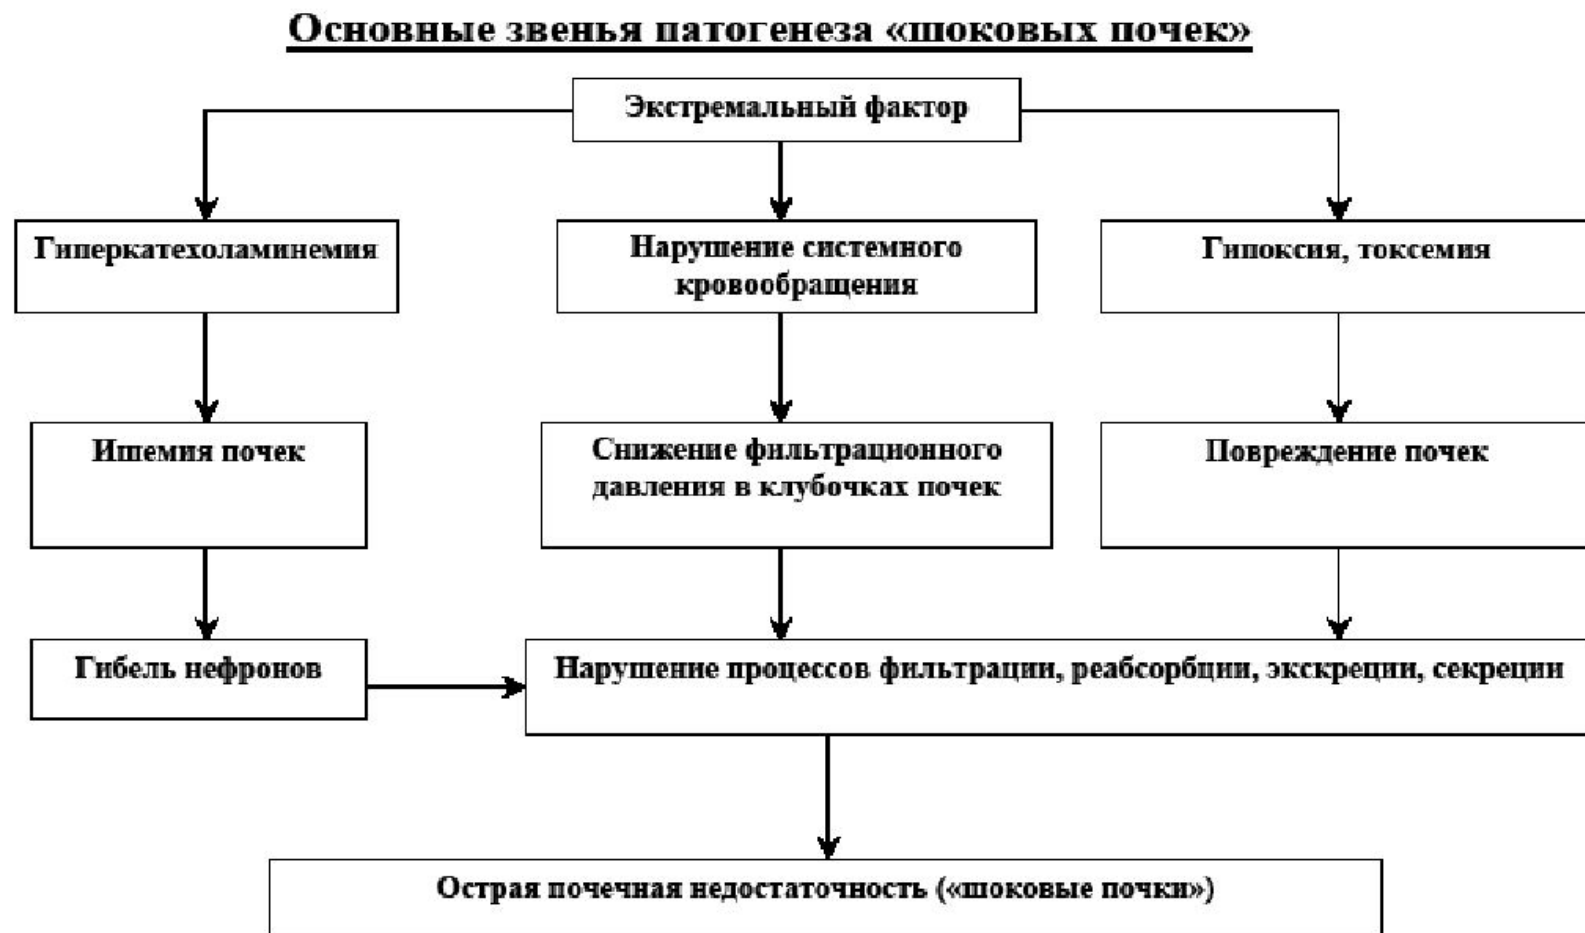 Основные звенья патогенеза «шоковых почек»
Экстремальный фактор
Гиперкатехоламинемия
Нарушение системного
кровообращения
Гипоксия, токсемия
Ишемия почек
Снижение фильтрационного
давления в клубочках почек
Повреждение почек
Гибель нефронов
Нарушение процессов фильтрации, реабсорбции, экскреции, секреции
Острая почечная недостаточность («шоковые почки»)